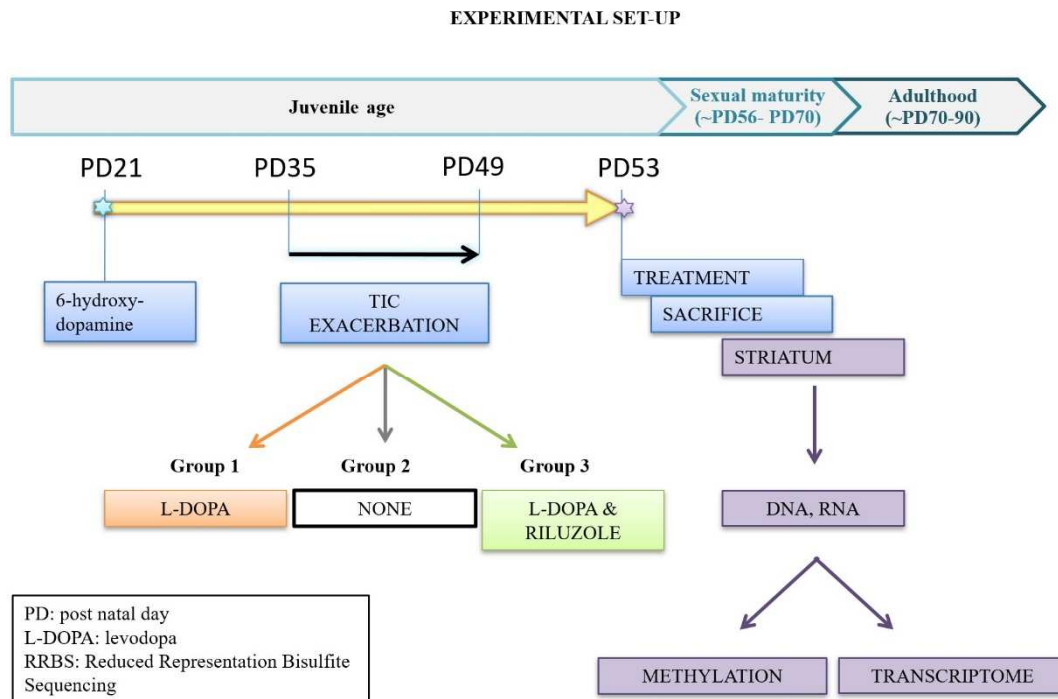 EXPERIMENTAL SET-UP
Juvenile age
Sexual maturity
(~PD56- PD70)
Adulthood
(~PD70-90)
PD21
PD35
PD49
PD53
6-hydroxy-
dopamine
TIC
EXACERBATION
TREATMENT
SACRIFICE
STRIATUM
Group 1
Group 2
Group 3
L-DOPA
NONE
L-DOPA &
RILUZOLE
DNA, RNA
PD: post natal day
L-DOPA: levodopa
RRBS: Reduced Representation Bisulfite
Sequencing
METHYLATION
TRANSCRIPTOME